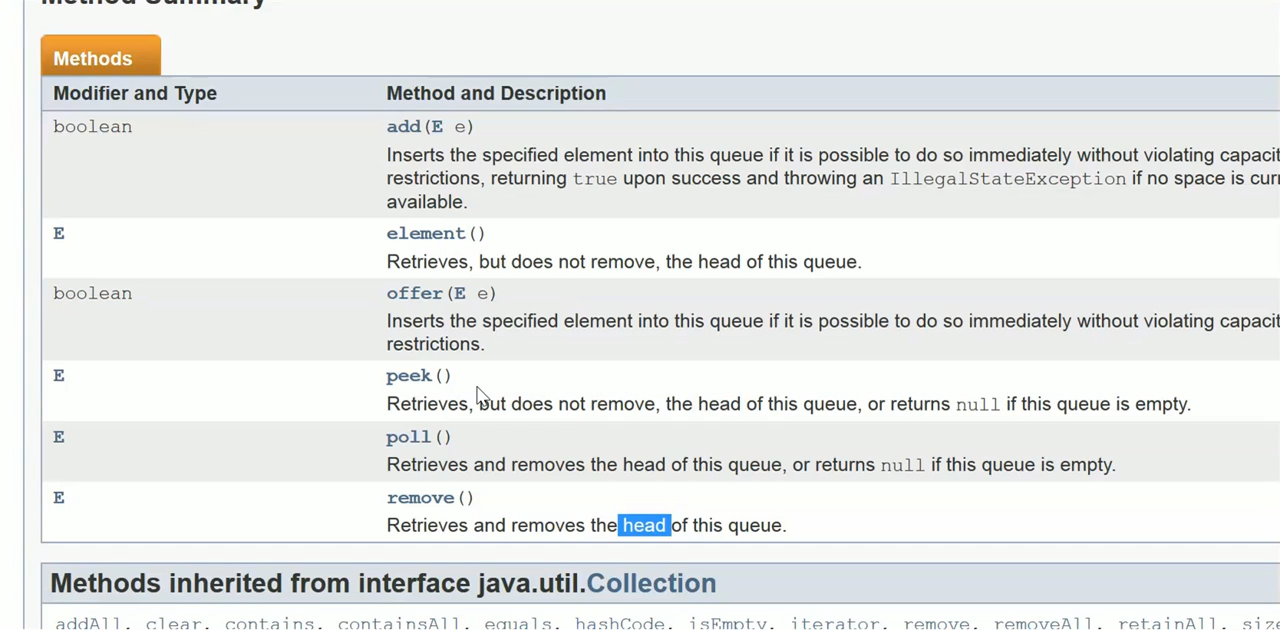 Method Summary
Methods
Modifier and Type Method and Description
boolean add(E e)
Inserts the specified element into this queue if it is possible to do so immediately without violating
restrictions, returning true upon success and throwing an IllegalStateException if no space is
available.
E element()
Retrieves, but does not remove, the head of this queue.
boolean offer(E e)
Inserts the specified element into this queue if it is possible to do so immediately without violating
restrictions.
E peek()
Retrieves, but does not remove, the head of this queue, or returns null if this queue is empty.
E poll()
Retrieves and removes the head of this queue, or returns null if this queue is empty.
E remove()
Retrieves and removes the head of this queue.
Methods inherited from interface java.util.Collection
addAll, clear, contains, containsAll, equals, hashCode, isEmpty, iterator, remove, removeAll, retainAll, size